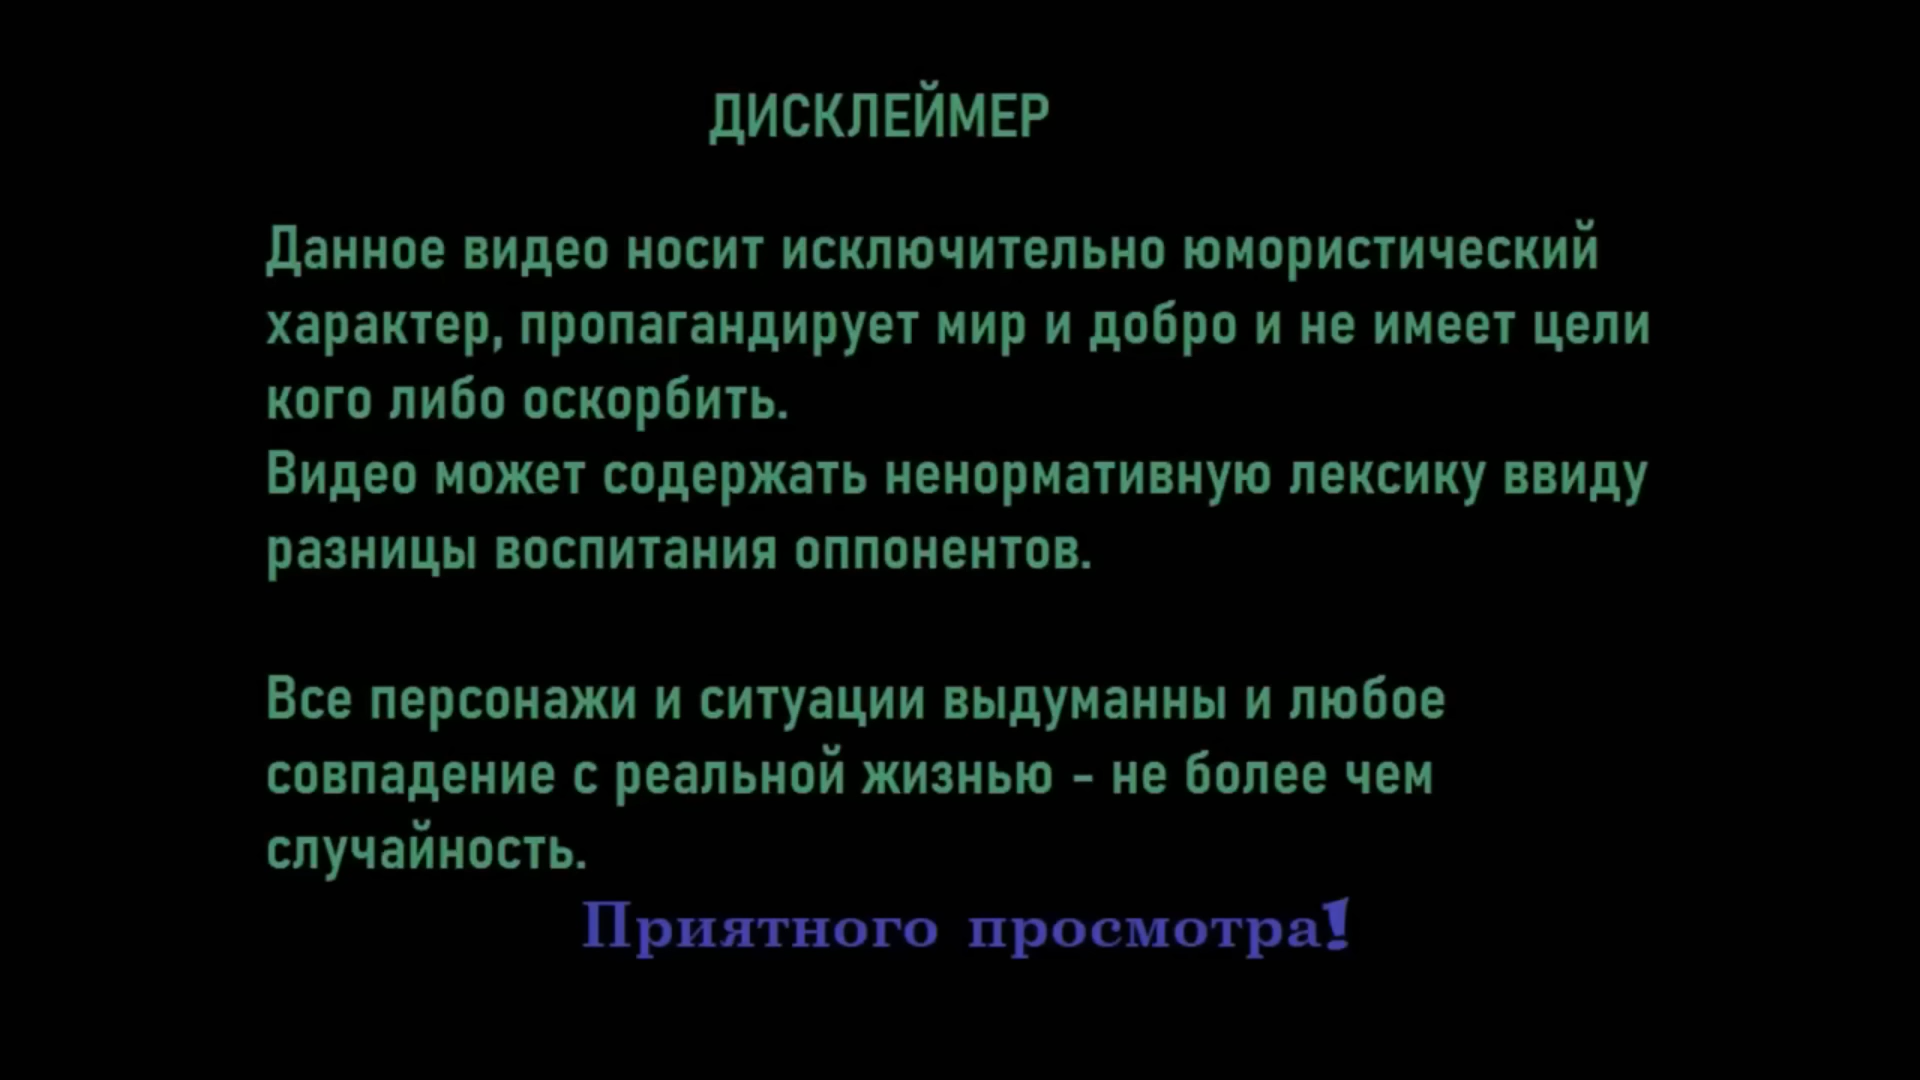 ДИСКЛЕЙМЕР
Данное видео носит исключительно юмористический
характер, пропагандирует мир и добро и не имеет цели
кого либо оскорбить.
Видео может содержать ненормативную лексику ввиду
разницы воспитания оппонентов.
Все персонажи и ситуации выдуманны и любое
совпадение с реальной жизнью - не более чем
случайность.
Приятного просмотра!